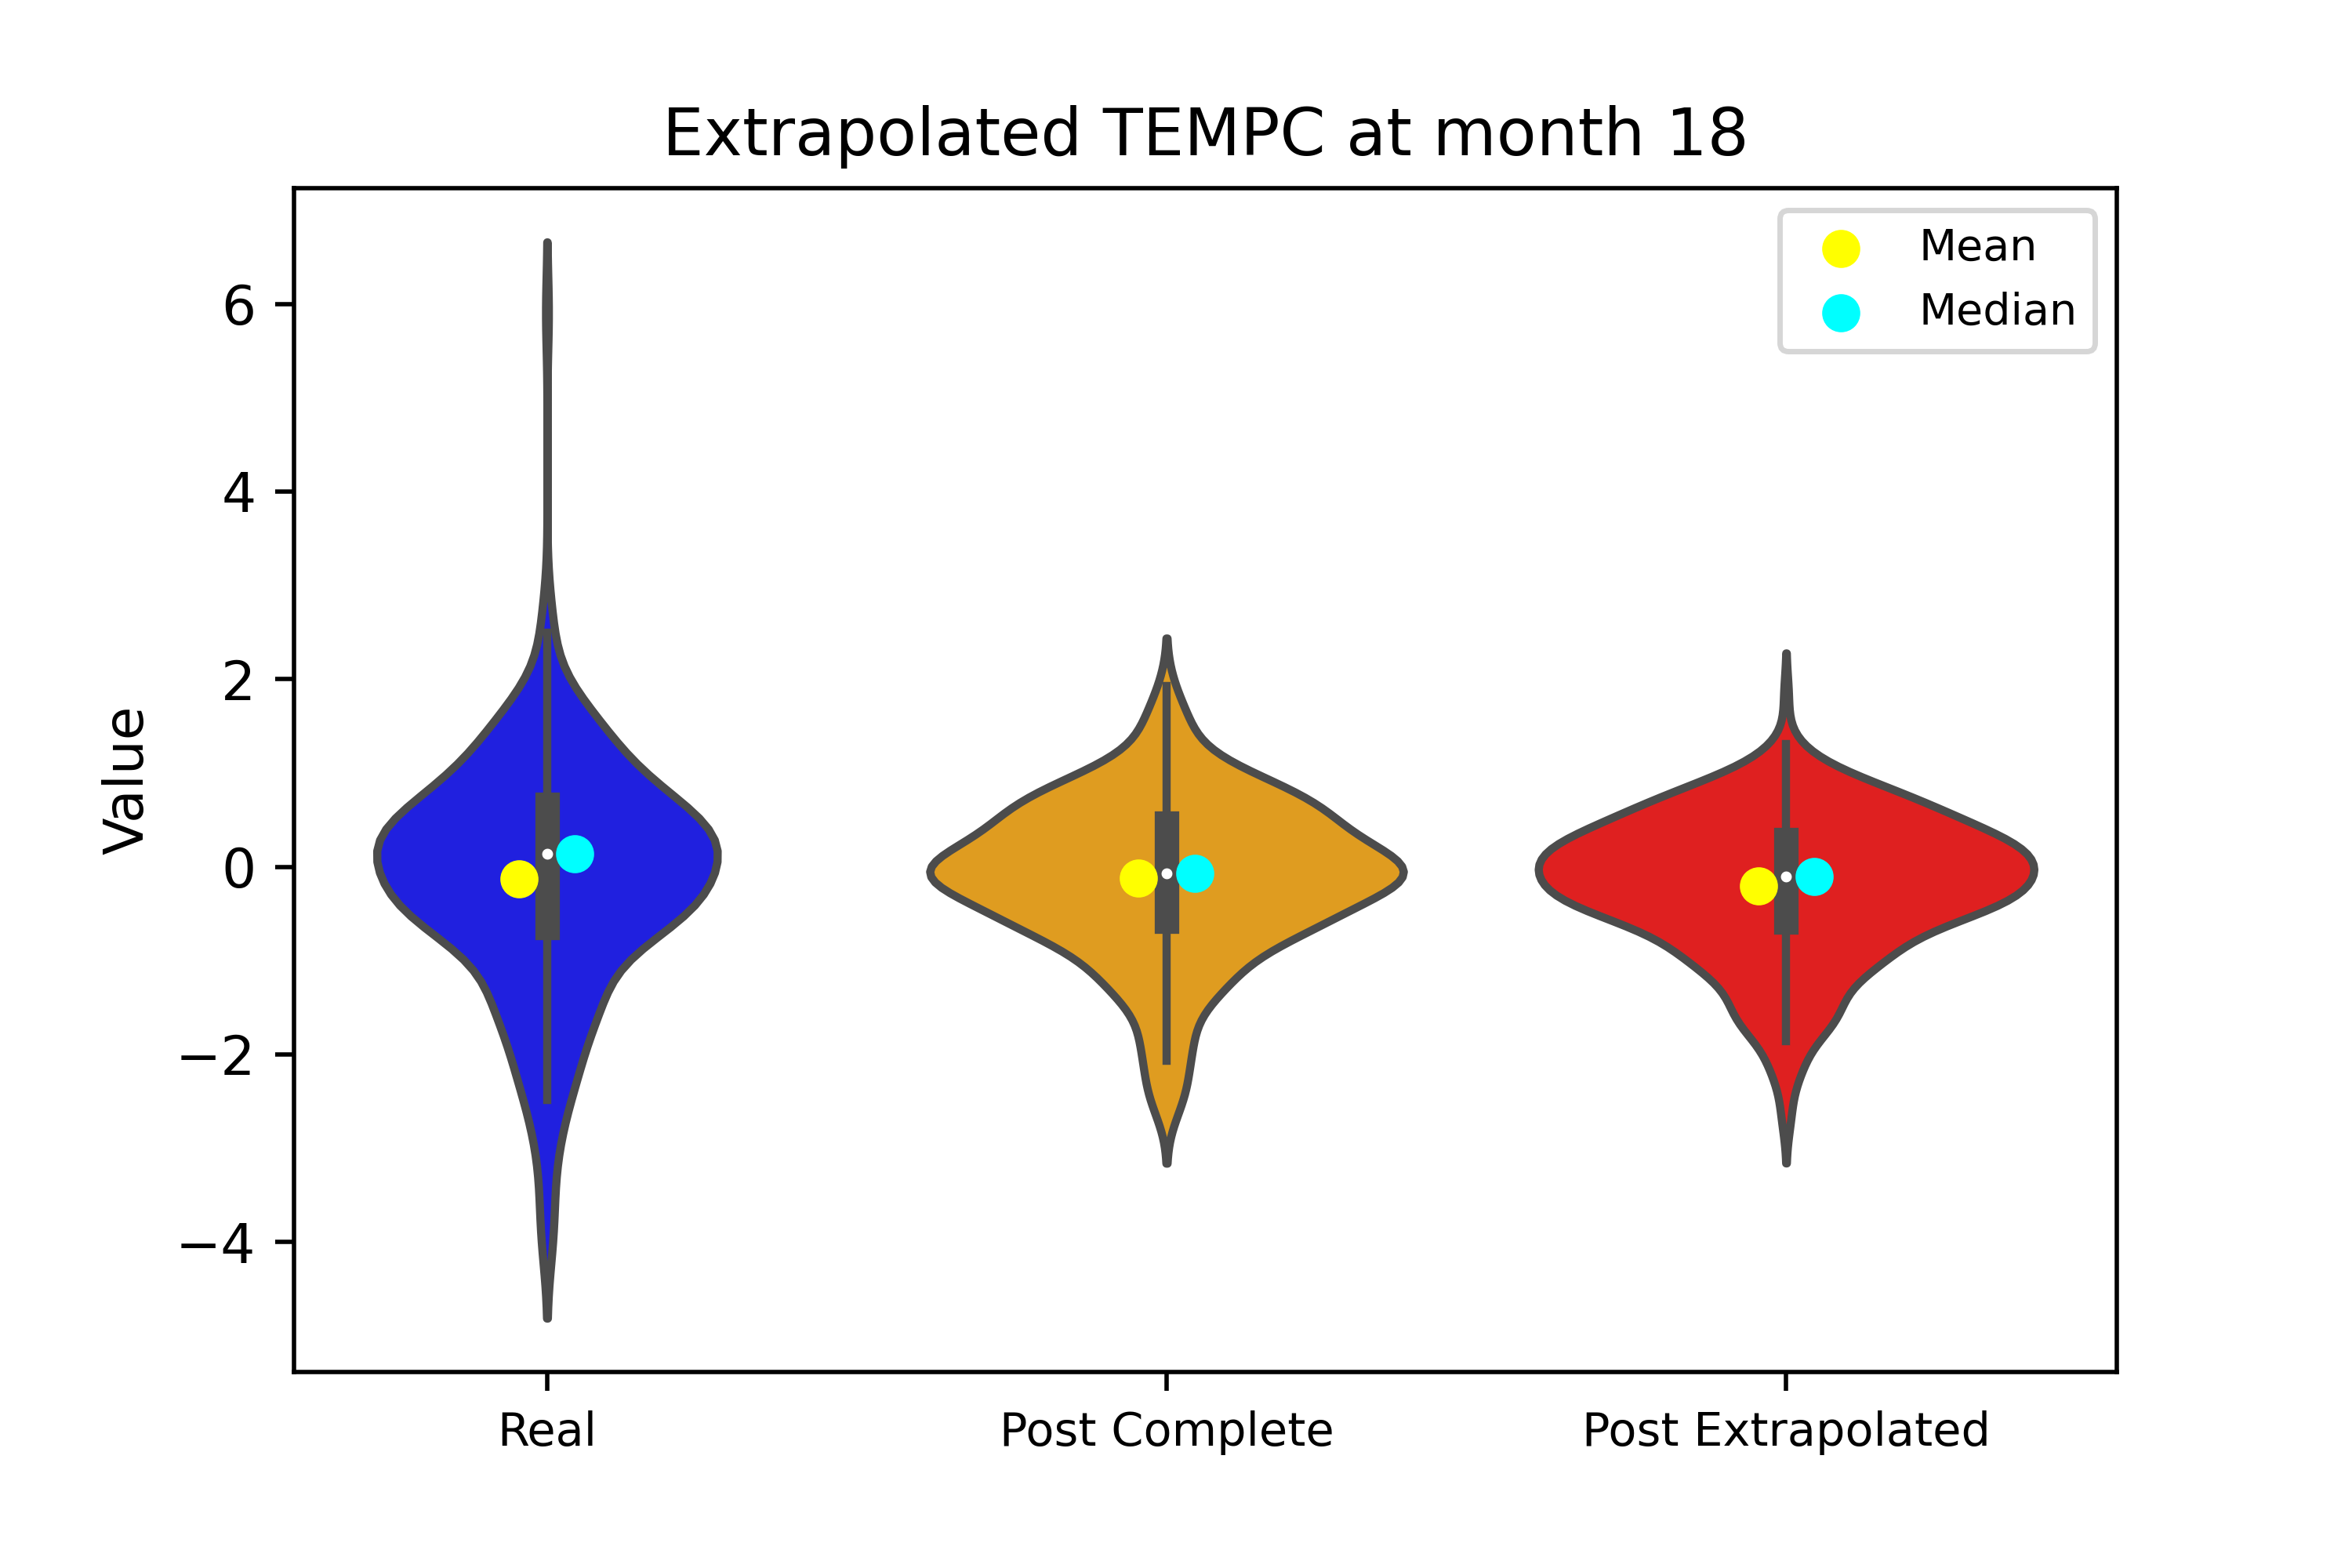 Extrapolated TEMPC at month 18
Mean
Median
6
4
2
0
−2
−4
Value
Real
Post Complete
Post Extrapolated